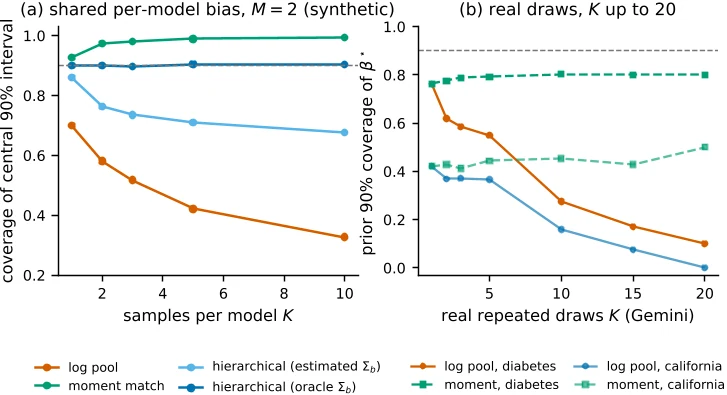 (a) shared per-model bias, M = 2 (synthetic)
coverage of central 90% interval
1.0
0.8
0.6
0.4
0.2
2
4
6
8
10
samples per model K
log pool
moment match
hierarchical (estimated Σb)
hierarchical (oracle Σb)
(b) real draws, K up to 20
prior 90% coverage of β⋆
1.0
0.8
0.6
0.4
0.2
0.0
5
10
15
20
real repeated draws K (Gemini)
log pool, diabetes
moment, diabetes
log pool, california
moment, california